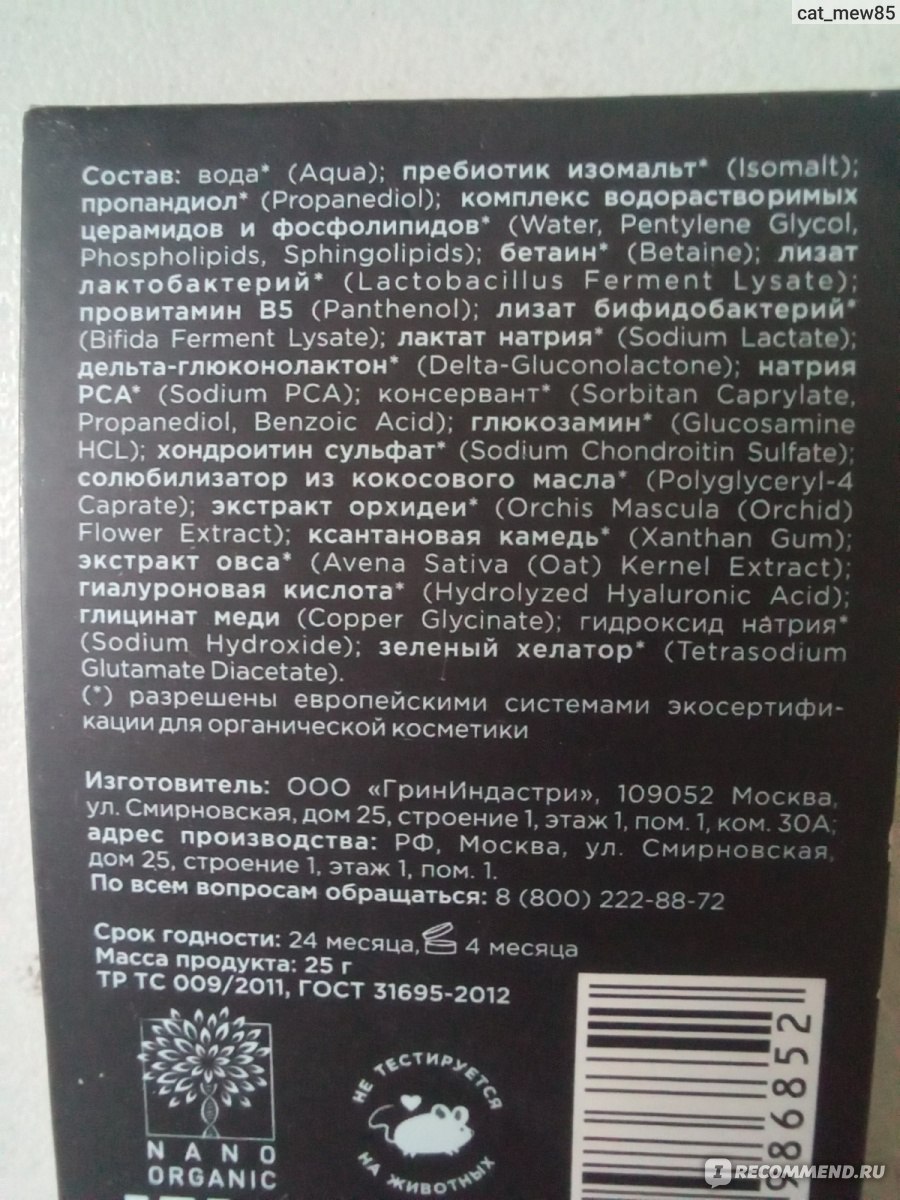 cat_mew85
Состав: вода* (Aqua); пребиотик изомальт* (Isomalt);
пропандиол* (Propanediol); комплекс водорастворимых
церамидов и фосфолипидов* (Water, Pentylene Glycol,
Phospholipids, Sphingolipids); бетаин* (Betaine); лизат
лактобактерий* (Lactobacillus Ferment Lysate);
провитамин B5 (Panthenol); лизат бифидобактерий*
(Bifida Ferment Lysate); лактат натрия* (Sodium Lactate);
дельта-глюконолактон* (Delta-Gluconolactone); натрия
PCA* (Sodium PCA); консервант* (Sorbitan Caprylate,
Propanediol, Benzoic Acid); глюкозамин* (Glucosamine
HCL); хондроитин сульфат* (Sodium Chondroitin Sulfate);
солюбилизатор из кокосового масла* (Polyglyceryl-4
Caprate); экстракт орхидеи* (Orchis Mascula (Orchid)
Flower Extract); ксантановая камедь* (Xanthan Gum);
экстракт овса* (Avena Sativa (Oat) Kernel Extract);
гиалуроновая кислота* (Hydrolyzed Hyaluronic Acid);
глицинат меди (Copper Glycinate); гидроксид натрия*
(Sodium Hydroxide); зеленый хелатор* (Tetrasodium
Glutamate Diacetate).
(*) разрешены европейскими системами экосертифи-
кации для органической косметики
Изготовитель: ООО «ГринИндастри», 109052 Москва,
ул. Смирновская, дом 25, строение 1, этаж 1, пом. 1, ком. 30А;
адрес производства: РФ, Москва, ул. Смирновская,
дом 25, строение 1, этаж 1, пом. 1.
По всем вопросам обращаться: 8 (800) 222-88-72
Срок годности: 24 месяца, 4 месяца
Масса продукта: 25 г
ТР ТС 009/2011, ГОСТ 31695-2012
НЕ ТЕСТИРУЕТСЯ
НА ЖИВОТНЫХ
NANO
ORGANIC
986852
IRECOMMEND.RU